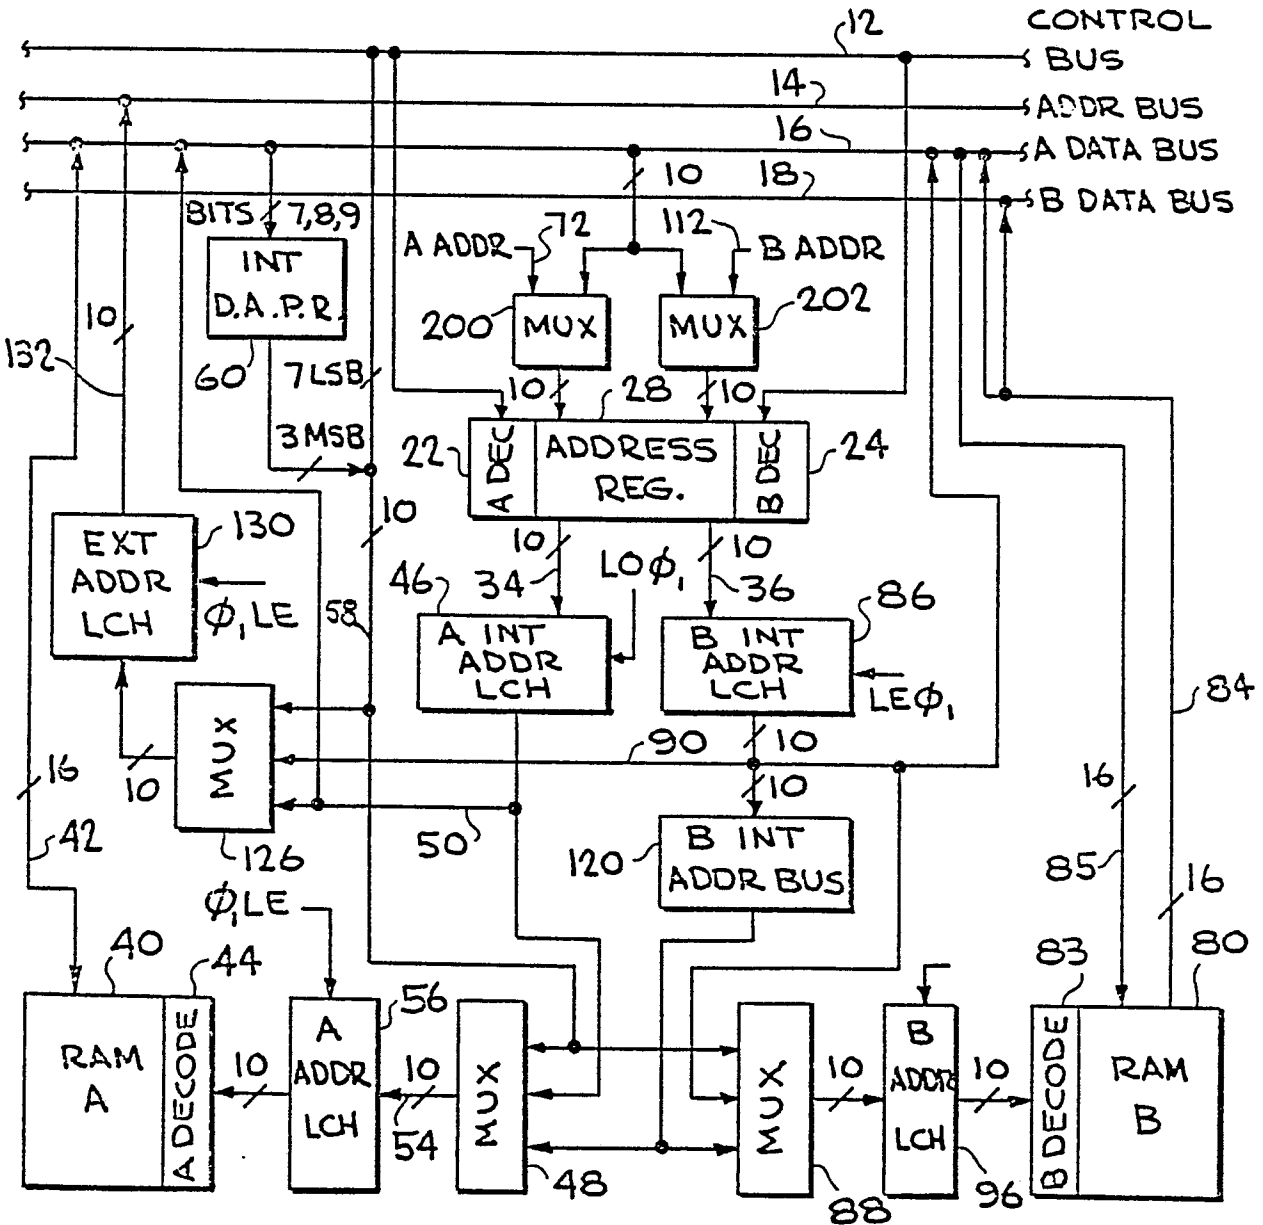 CONTROL
12
BUS
14
ADDR BUS
16
A DATA BUS
10
18
B DATA BUS
BITS 7,8,9
A ADDR
72
112
B ADDR
INT
D.A.P.R.
60
200
MUX
MUX
202
10
132
7 LSB
10
28
10
3 MSB
22
A DEC
ADDRESS
REG.
B DEC
24
10
EXT
ADDR
LCH
130
φ₁LE
10
34
LOφ₁
10
36
46
58
A INT
ADDR
LCH
B INT
ADDR
LCH
86
LEφ₁
84
MUX
90
10
10
10
16
16
42
126
50
120
B INT
ADDR BUS
85
16
φ₁LE
40
44
56
83
80
RAM
A
A DECODE
10
A
ADDR
LCH
10
54
MUX
48
MUX
88
10
B
ADDR
LCH
96
10
B DECODE
RAM
B